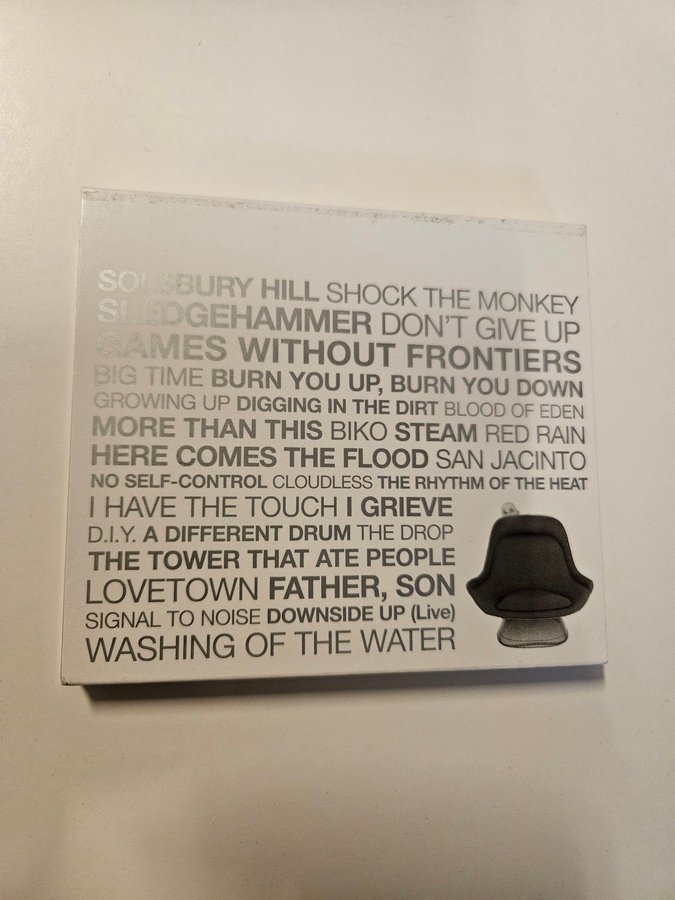 SOLSBURY HILL SHOCK THE MONKEY
SLEDGEHAMMER DON'T GIVE UP
GAMES WITHOUT FRONTIERS
BIG TIME BURN YOU UP, BURN YOU DOWN
GROWING UP DIGGING IN THE DIRT BLOOD OF EDEN
MORE THAN THIS BIKO STEAM RED RAIN
HERE COMES THE FLOOD SAN JACINTO
NO SELF-CONTROL CLOUDLESS THE RHYTHM OF THE HEAT
I HAVE THE TOUCH I GRIEVE
D.I.Y. A DIFFERENT DRUM THE DROP
THE TOWER THAT ATE PEOPLE
LOVETOWN FATHER, SON
SIGNAL TO NOISE DOWNSIDE UP (Live)
WASHING OF THE WATER